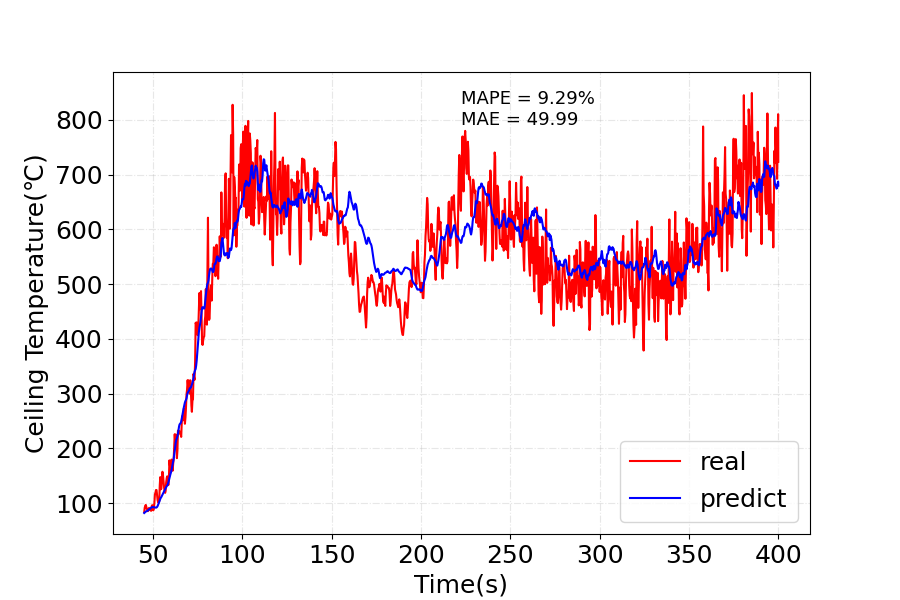 MAPE = 9.29%
MAE = 49.99
Ceiling Temperature(℃)
800
700
600
500
400
300
200
100
real
predict
50 100 150 200 250 300 350 400
Time(s)